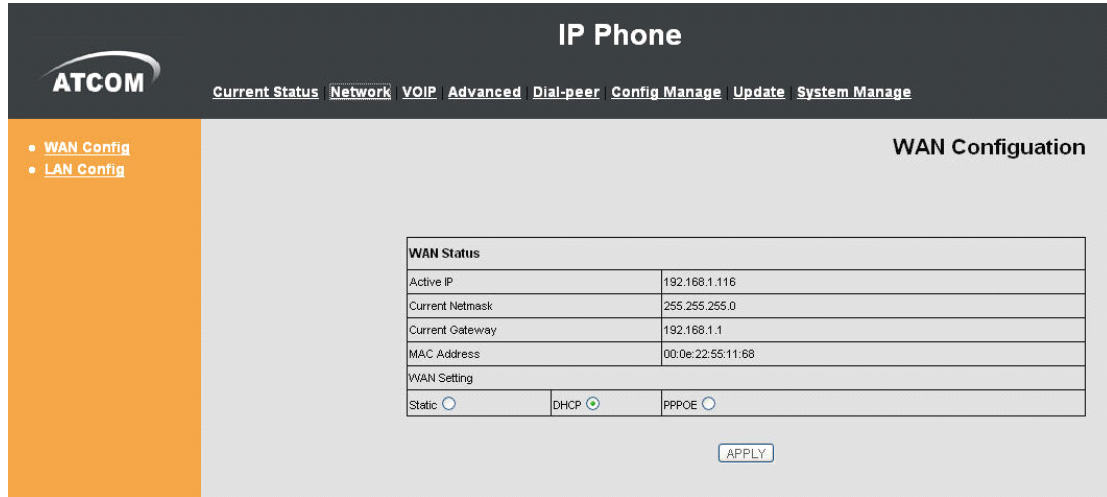 IP Phone
ATCOM
Current Status | Network | VOIP | Advanced | Dial-peer | Config Manage | Update | System Manage
WAN Config
LAN Config
WAN Configuation
WAN Status
Active IP 192.168.1.116
Current Netmask 255.255.255.0
Current Gateway 192.168.1.1
MAC Address 00:0e:22:55:11:68
WAN Setting
Static DHCP PPPOE
APPLY